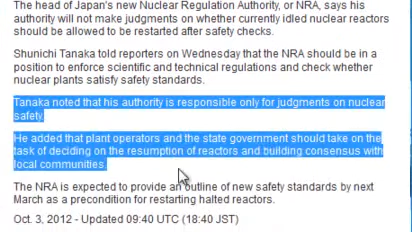 The head of Japan's new Nuclear Regulation Authority, or NRA, says his
authority will not make judgments on whether currently idled nuclear reactors
should be allowed to be restarted after safety checks.
Shunichi Tanaka told reporters on Wednesday that the NRA should be in a
position to enforce scientific and technical regulations and check whether
nuclear plants satisfy safety standards.
Tanaka noted that his authority is responsible only for judgments on nuclear
safety.
He added that plant operators and the state government should take on the
task of deciding on the resumption of reactors and building consensus with
local communities.
The NRA is expected to provide an outline of new safety standards by next
March as a precondition for restarting halted reactors.
Oct. 3, 2012 - Updated 09:40 UTC (18:40 JST)